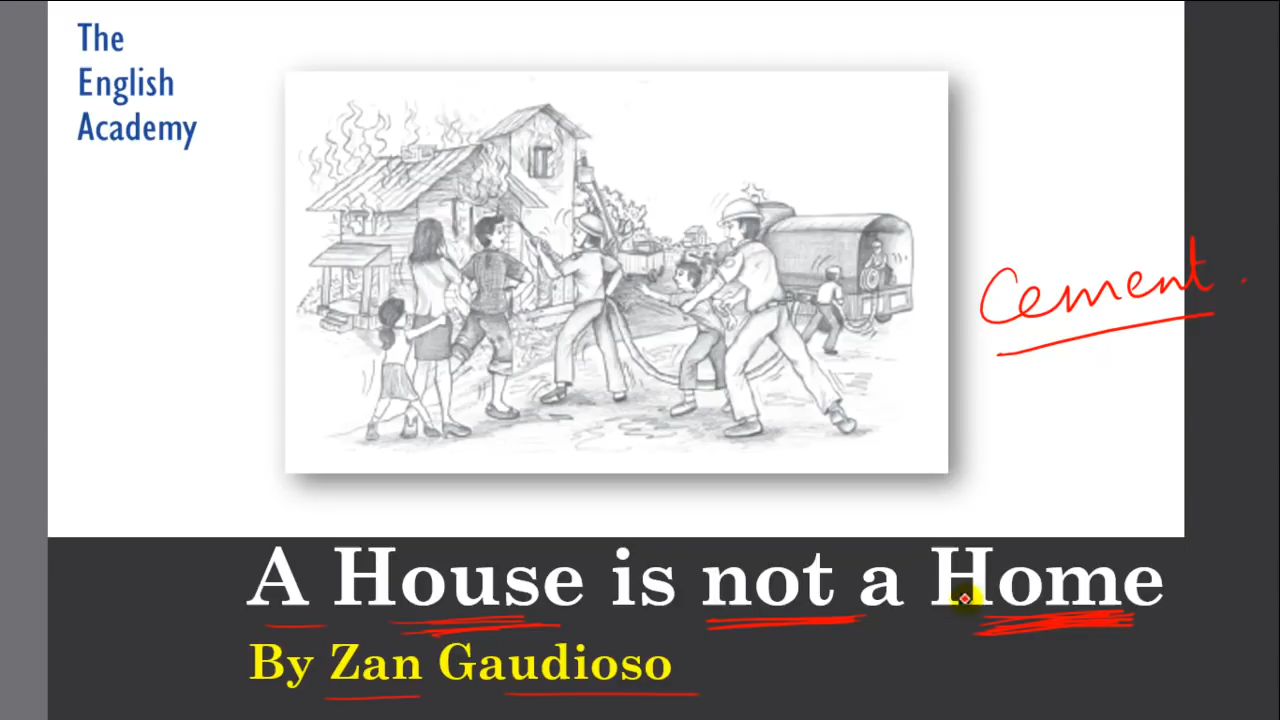 The
English
Academy
Cement.
A House is not a Home
By Zan Gaudioso